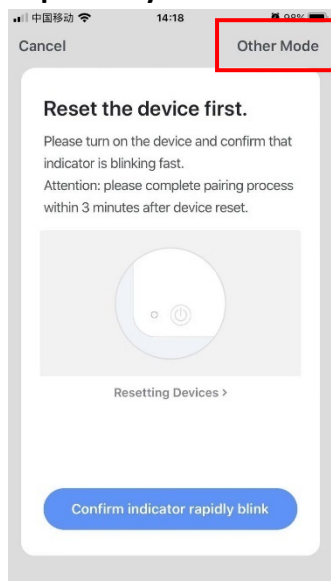 中国移动 14:18 98%
Cancel Other Mode
Reset the device first.
Please turn on the device and confirm that
indicator is blinking fast.
Attention: please complete pairing process
within 3 minutes after device reset.
Resetting Devices >
Confirm indicator rapidly blink